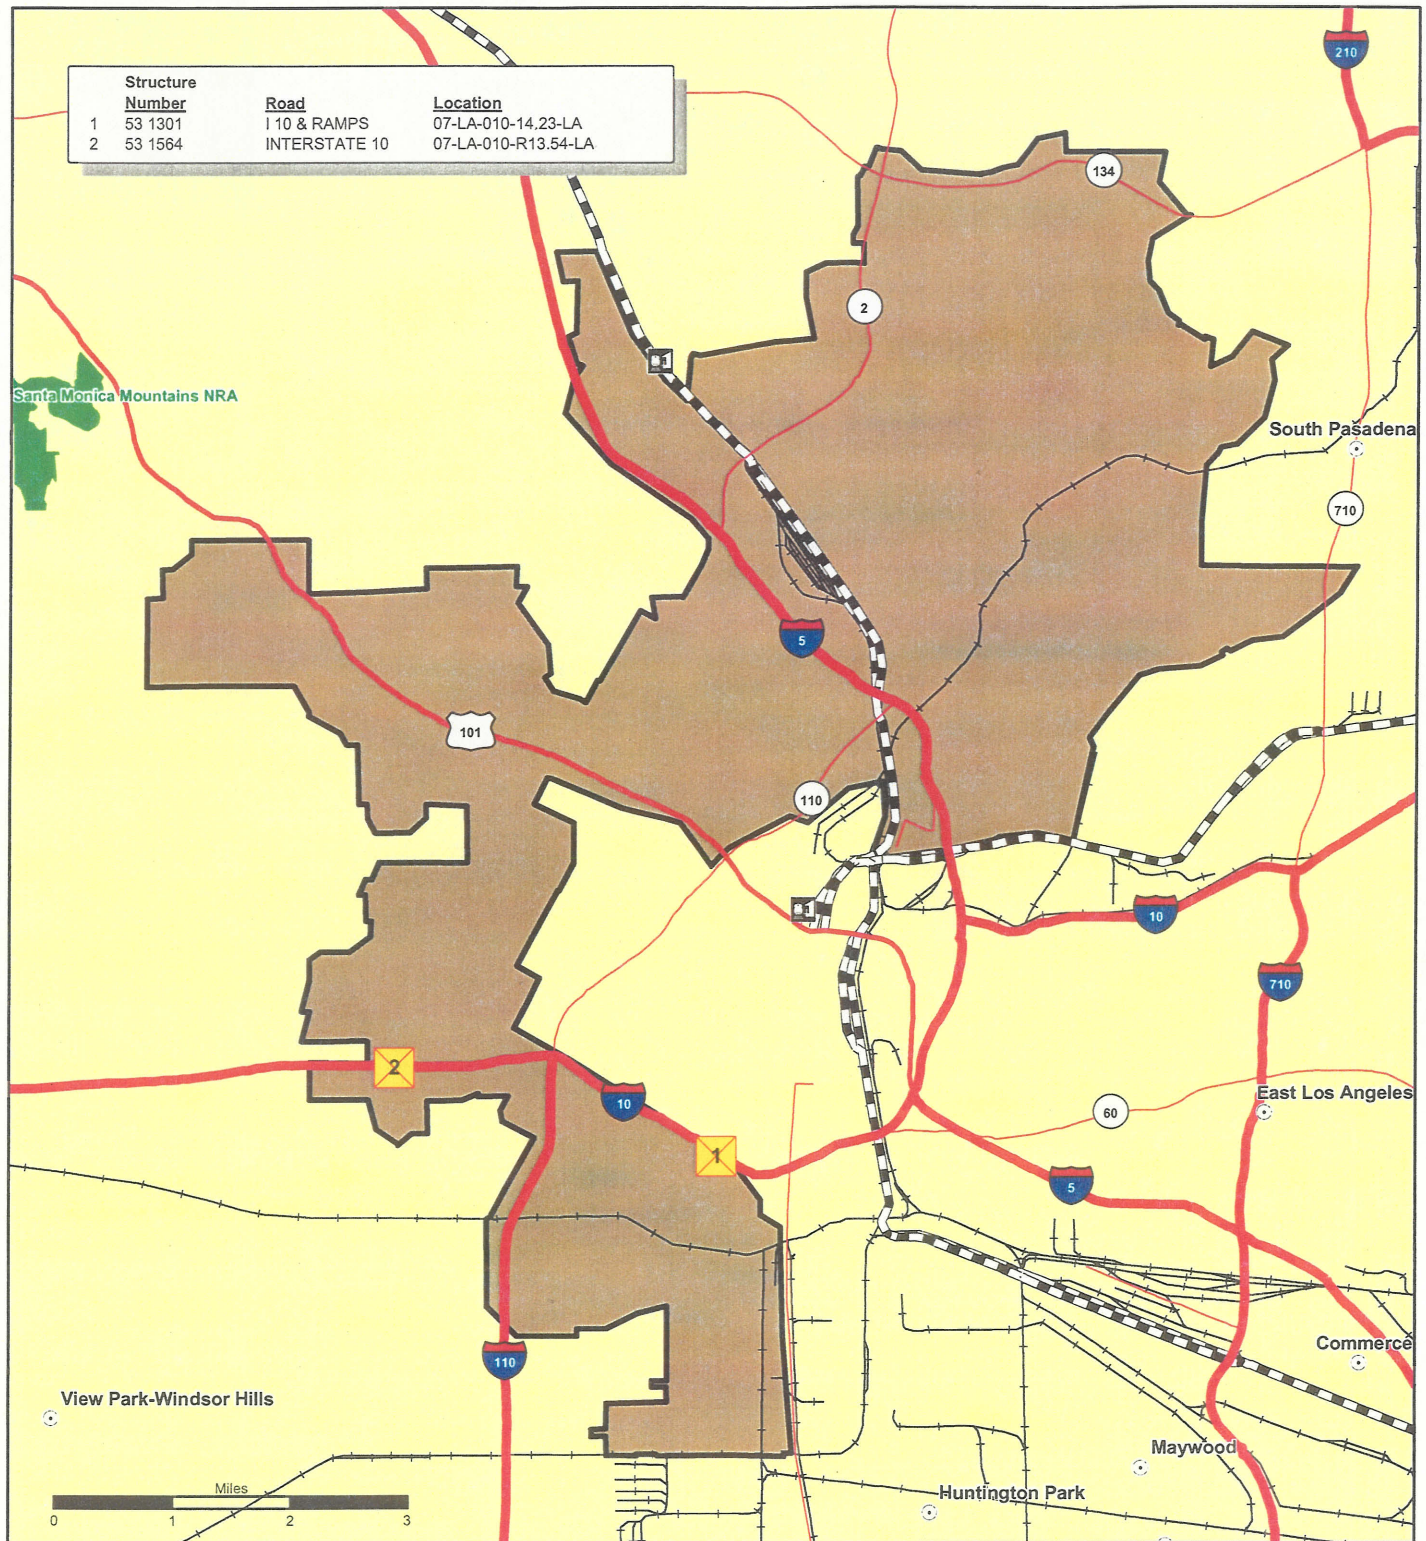 210
Structure
Number Road Location
1 53 1301 I 10 & RAMPS 07-LA-010-14,23-LA
2 53 1564 INTERSTATE 10 07-LA-010-R13.54-LA
134
2
Santa Monica Mountains NRA
South Pasadena
710
5
101
110
10
710
2
10
East Los Angeles
60
1
5
110
Commerce
View Park-Windsor Hills
Maywood
Miles
Huntington Park
0 1 2 3